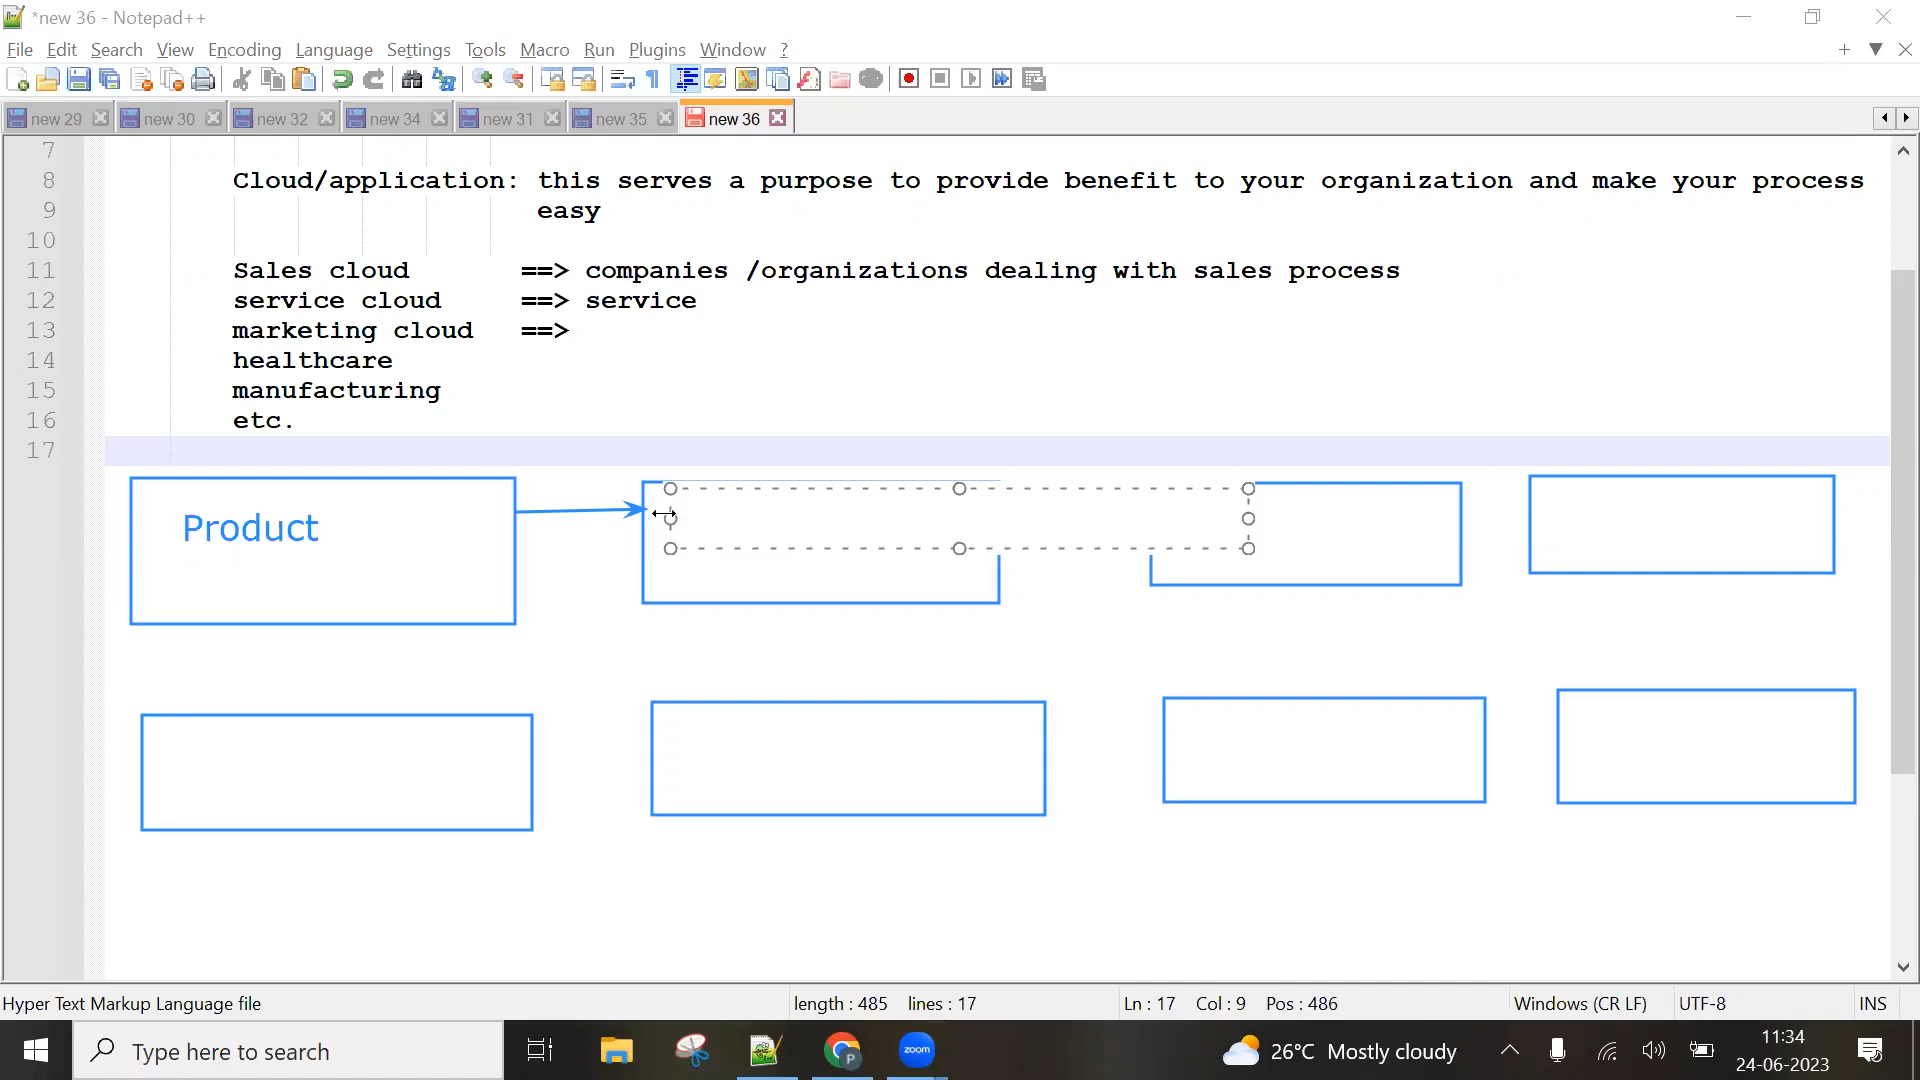 *new 36 - Notepad++
File Edit Search View Encoding Language Settings Tools Macro Run Plugins Window ?
new 29 new 30 new 32 new 34 new 31 new 35 new 36
7
8 Cloud/application: this serves a purpose to provide benefit to your organization and make your process
9 easy
10
11 Sales cloud ==> companies /organizations dealing with sales process
12 service cloud ==> service
13 marketing cloud ==>
14 healthcare
15 manufacturing
16 etc.
17
Product
Hyper Text Markup Language file length : 485 lines : 17 Ln : 17 Col : 9 Pos : 486 Windows (CR LF) UTF-8 INS
Type here to search zoom P 26°C Mostly cloudy 11:34
24-06-2023